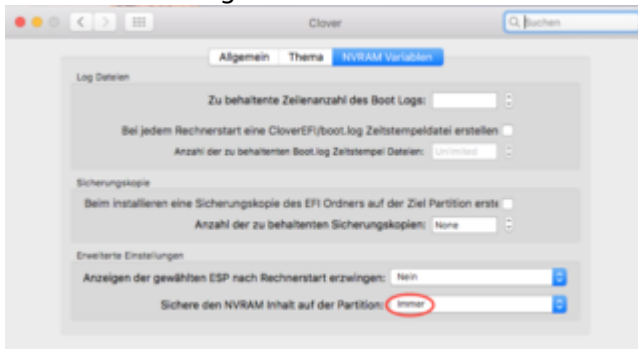 Clover
Suchen
Allgemein Thema NVRAM Variablen
Log Dateien
Zu behaltente Zeilenanzahl des Boot Logs:
Bei jedem Rechnerstart eine CloverEFI/boot.log Zeitstempeldatei erstellen
Anzahl der zu behaltenten Boot.log Zeitstempel Dateien: Unlimited
Sicherungskopie
Beim installieren eine Sicherungskopie des EFI Ordners auf der Ziel Partition erste
Anzahl der zu behaltenten Sicherungskopien: None
Erweiterte Einstellungen
Anzeigen der gewählten ESP nach Rechnerstart erzwingen: Nein
Sichere den NVRAM Inhalt auf der Partition: Immer